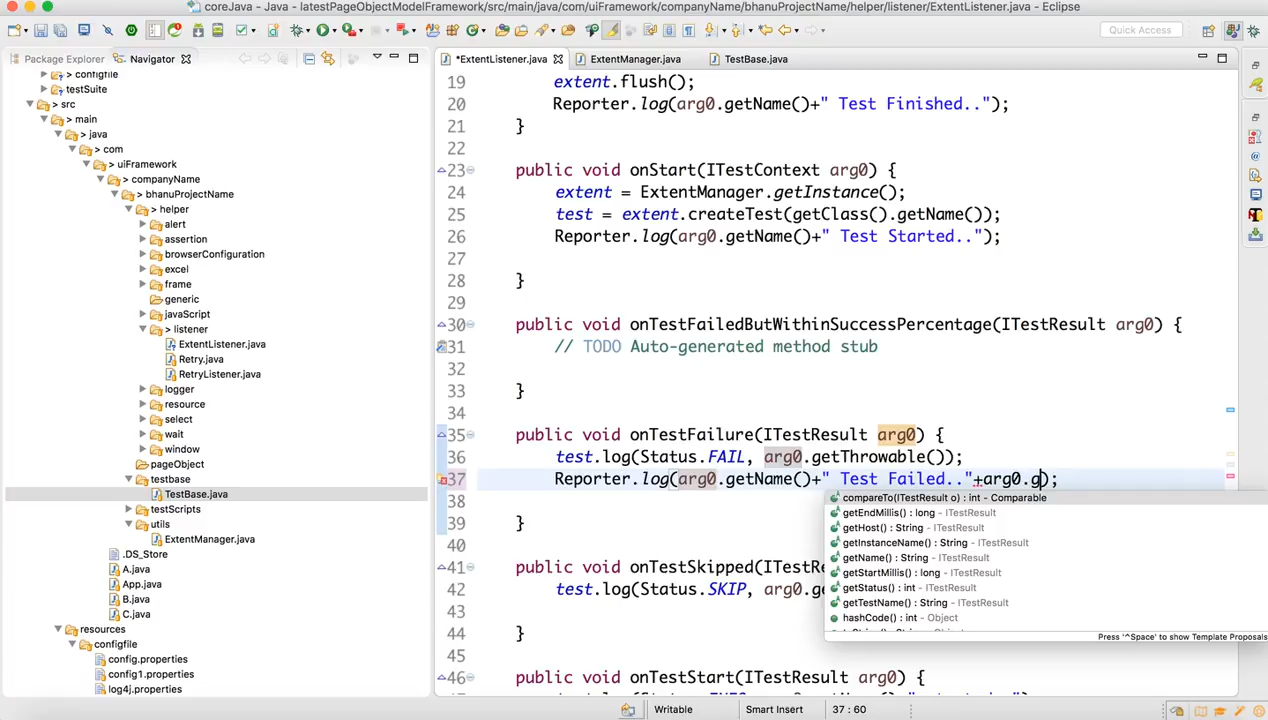 coreJava - Java - latestPageObjectModelFramework/src/main/java/com/uiFramework/companyName/bhanuProjectName/helper/listener/ExtentListener.java - Eclipse
Quick Access
Package Explorer
Navigator
*ExtentListener.java
ExtentManager.java
TestBase.java
> configfile
> testSuite
> src
> main
> java
> com
> uiFramework
> companyName
> bhanuProjectName
> helper
alert
assertion
browserConfiguration
excel
frame
generic
javaScript
> listener
ExtentListener.java
Retry.java
RetryListener.java
logger
resource
select
wait
window
pageObject
testbase
TestBase.java
testScripts
utils
ExtentManager.java
.DS_Store
A.java
App.java
B.java
C.java
resources
configfile
config.properties
config1.properties
log4j.properties
19 extent.flush();
20 Reporter.log(arg0.getName()+" Test Finished..");
21 }
22
23 public void onStart(ITestContext arg0) {
24 extent = ExtentManager.getInstance();
25 test = extent.createTest(getClass().getName());
26 Reporter.log(arg0.getName()+" Test Started..");
27
28 }
29
30 public void onTestFailedButWithinSuccessPercentage(ITestResult arg0) {
31 // TODO Auto-generated method stub
32
33 }
34
35 public void onTestFailure(ITestResult arg0) {
36 test.log(Status.FAIL, arg0.getThrowable());
37 Reporter.log(arg0.getName()+" Test Failed.."+arg0.g);
38
39 }
40
41 public void onTestSkipped(ITestRe
42 test.log(Status.SKIP, arg0.ge
43
44 }
45
46 public void onTestStart(ITestResult arg0) {
compareTo(ITestResult o) : int - Comparable
getEndMillis() : long - ITestResult
getHost() : String - ITestResult
getInstanceName() : String - ITestResult
getName() : String - ITestResult
getStartMillis() : long - ITestResult
getStatus() : int - ITestResult
getTestName() : String - ITestResult
hashCode() : int - Object
Press '^Space' to show Template Proposals
Writable
Smart Insert
37 : 60